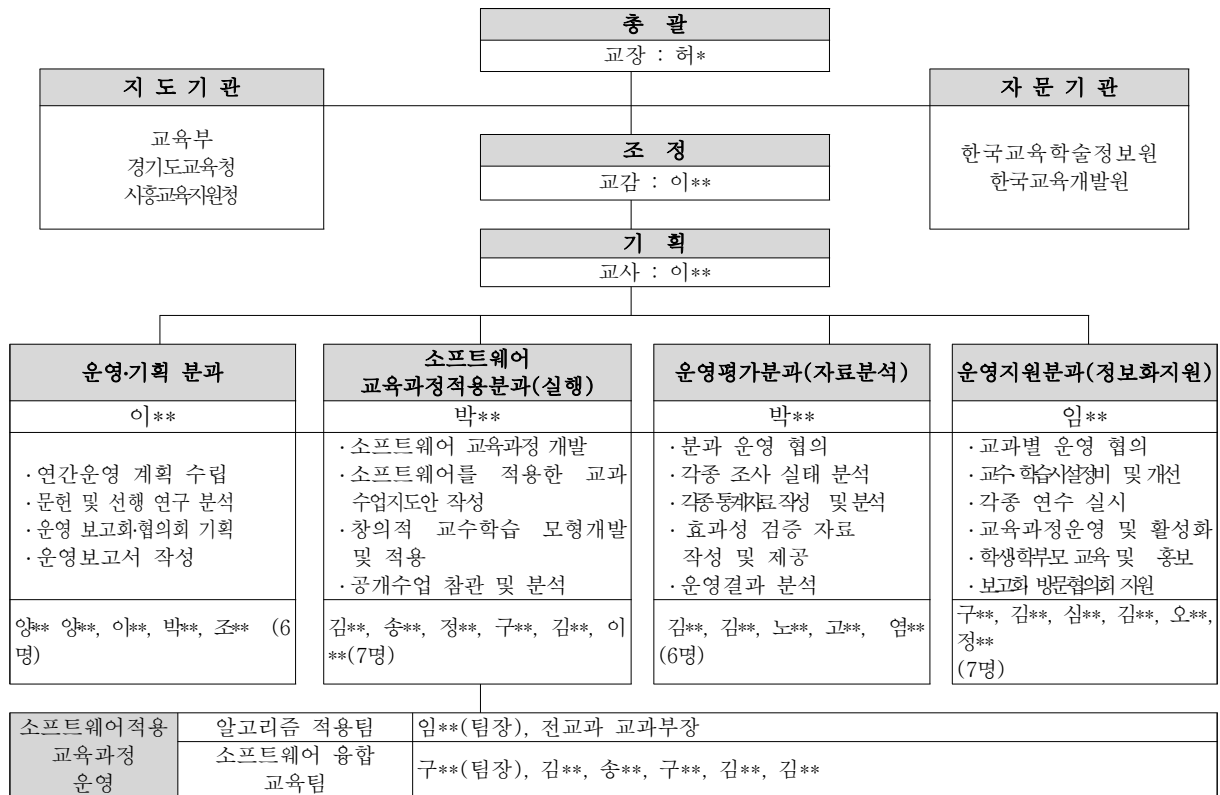 총 괄
교장 : 허*
지 도 기 관
교육부
경기도교육청
시흥교육지원청
자 문 기 관
한국교육학술정보원
한국교육개발원
조 정
교감 : 이**
기 획
교사 : 이**
운영·기획 분과
이**
·연간운영 계획 수립
·문헌 및 선행 연구 분석
·운영 보고회·협의회 기획
·운영보고서 작성
양** 양**, 이**, 박**, 조** (6
명)
소프트웨어
교육과정적용분과(실행)
박**
·소프트웨어 교육과정 개발
·소프트웨어를 적용한 교과
수업지도안 작성
·창의적 교수학습 모형개발
및 적용
·공개수업 참관 및 분석
김**, 송**, 정**, 구**, 김**, 이
**(7명)
운영평가분과(자료분석)
박**
·분과 운영 협의
·각종 조사 실태 분석
·각종통계자료 작성 및 분석
·효과성 검증 자료
작성 및 제공
·운영결과 분석
김**, 김**, 노**, 고**, 염**
(6명)
운영지원분과(정보화지원)
임**
·교과별 운영 협의
·교수·학습시설정비 및 개선
·각종 연수 실시
·교육과정운영 및 활성화
·학생·학부모 교육 및 홍보
·보고회·방문협의회 지원
구**, 김**, 심**, 김**, 오**,
정**
(7명)
소프트웨어적용
교육과정
운영
알고리즘 적용팀
임**(팀장), 전교과 교과부장
소프트웨어 융합
교육팀
구**(팀장), 김**, 송**, 구**, 김**, 김**